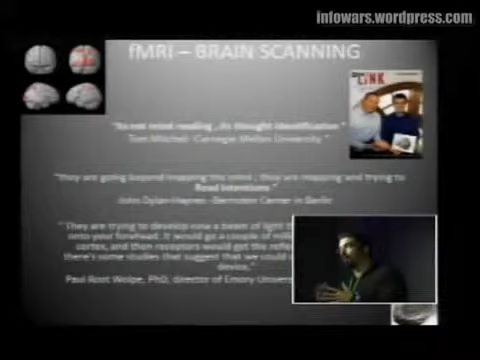 infowars.wordpress.com
fMRI – BRAIN SCANNING
LINK
"Its not mind reading , its thought identification "
Tom Mitchell -Carnegie Mellon University "
"they are going beyond mapping the mind ; they are mapping and trying to
Read Intentions "
John Dylan-Haynes -Bernstein Center in Berlin
"They are trying to develop now a beam of light
onto your forehead. It would go a couple of
cortex, and then receptors would get the
there's some studies that suggest that we could
device."
Paul Root Wolpe, PhD, director of Emory